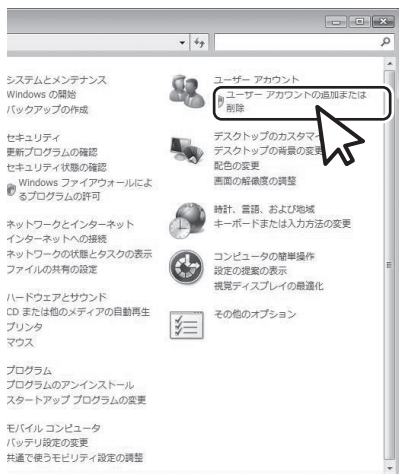 システムとメンテナンス
Windows の開始
バックアップの作成
セキュリティ
更新プログラムの確認
セキュリティ状態の確認
Windows ファイアウォールによ
るプログラムの許可
ネットワークとインターネット
インターネットへの接続
ネットワークの状態とタスクの表示
ファイルの共有の設定
ハードウェアとサウンド
CD または他のメディアの自動再生
プリンタ
マウス
プログラム
プログラムのアンインストール
スタートアップ プログラムの変更
モバイル コンピュータ
バッテリ設定の変更
共通で使うモビリティ設定の調整
ユーザー アカウント
ユーザー アカウントの追加または
削除
デスクトップのカスタマ
デスクトップの背景の変更
配色の変更
画面の解像度の調整
時計、言語、および地域
キーボードまたは入力方法の変更
コンピュータの簡単操作
設定の提案の表示
視覚ディスプレイの最適化
その他のオプション